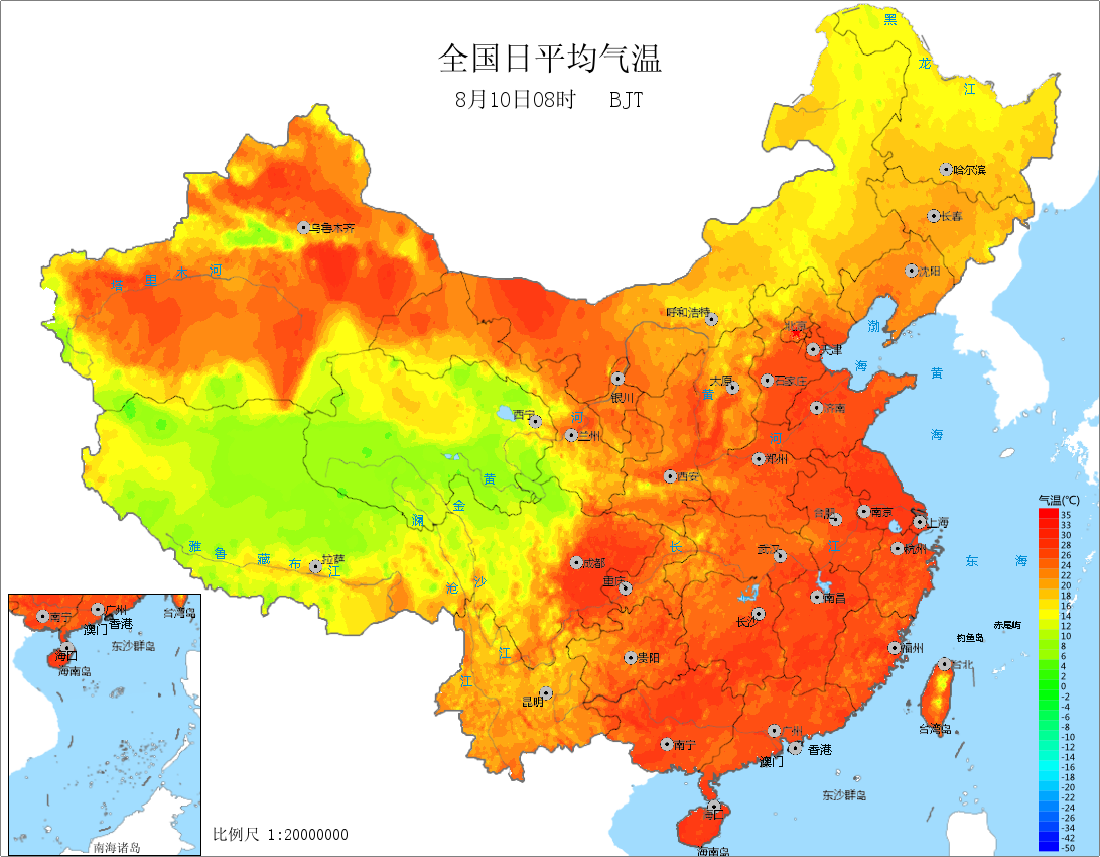 全国日平均气温
8月10日08时 BJT
黑
龙
江
哈尔滨
长春
乌鲁木齐
塔 里 木 河
沈阳
呼和浩特
北京
渤
天津
海
黄
太原
石家庄
银川
黄
济南
西宁
河
兰州
海
河
郑州
西安
黄
金
澜
气温(℃)
35
33
30
28
26
24
22
20
18
16
14
12
10
8
6
4
2
0
-2
-4
-6
-8
-10
-12
-14
-16
-18
-20
-22
-24
-26
-34
-42
-50
合肥
南京
上海
雅 鲁 藏 布 江
拉萨
长
武汉
江
杭州
东 海
成都
重庆
沧
沙
南昌
长沙
赤尾屿
钓鱼岛
江
贵阳
福州
台北
江
昆明
台湾岛
广州
南宁
香港
澳门
东沙群岛
海口
海南岛
南宁
广州
台湾岛
香港
澳门
东沙群岛
海口
海南岛
南海诸岛
比例尺 1:20000000